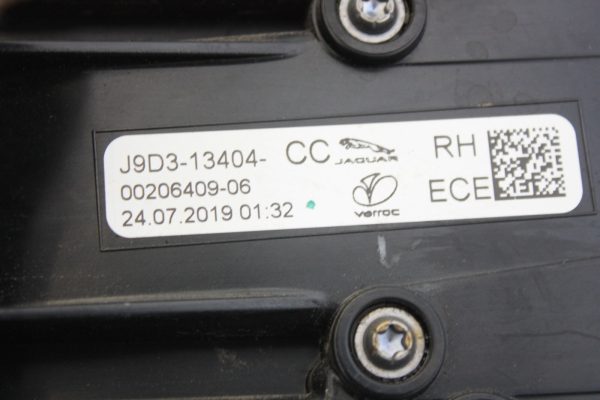 J9D3-13404- CC JAGUAR RH
00206409-06 ECE
24.07.2019 01:32 varroc